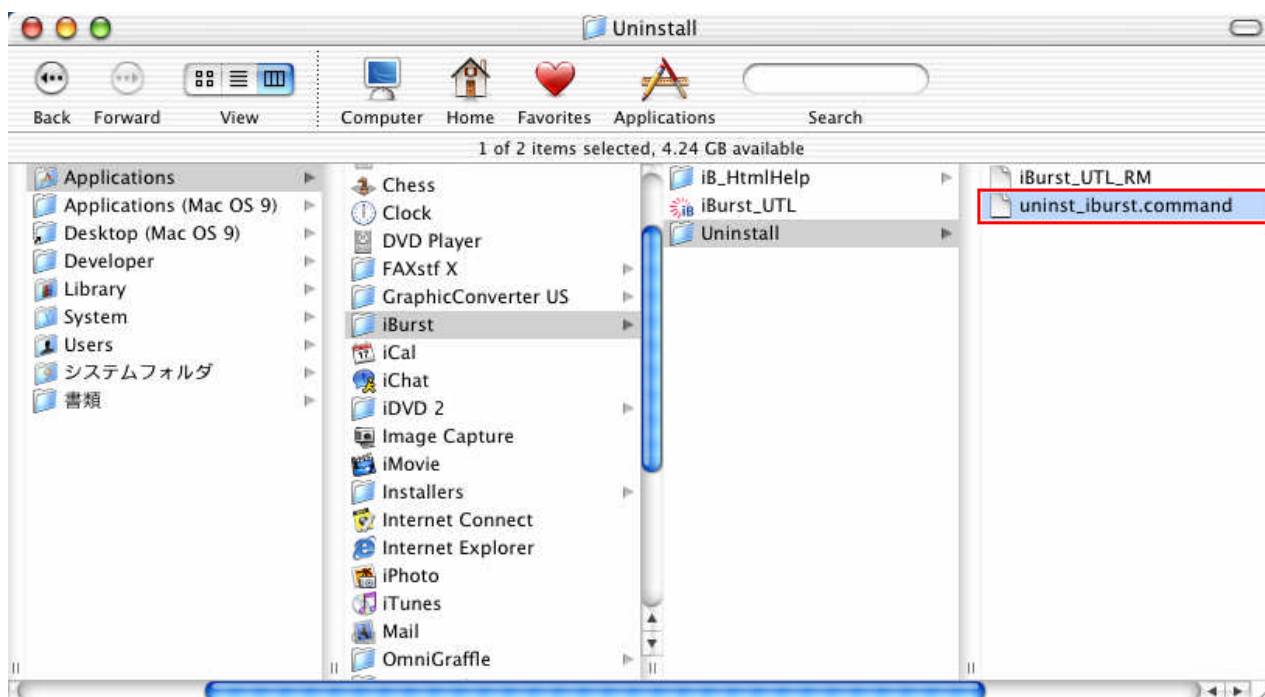 Uninstall
Back Forward View Computer Home Favorites Applications Search
1 of 2 items selected, 4.24 GB available
Applications
Applications (Mac OS 9)
Desktop (Mac OS 9)
Developer
Library
System
Users
システムフォルダ
書類
Chess
Clock
DVD Player
FAXstf X
GraphicConverter US
iBurst
iCal
iChat
iDVD 2
Image Capture
iMovie
Installers
Internet Connect
Internet Explorer
iPhoto
iTunes
Mail
OmniGraffle
iB_HtmlHelp
iBurst_UTL
Uninstall
iBurst_UTL_RM
uninst_iburst.command